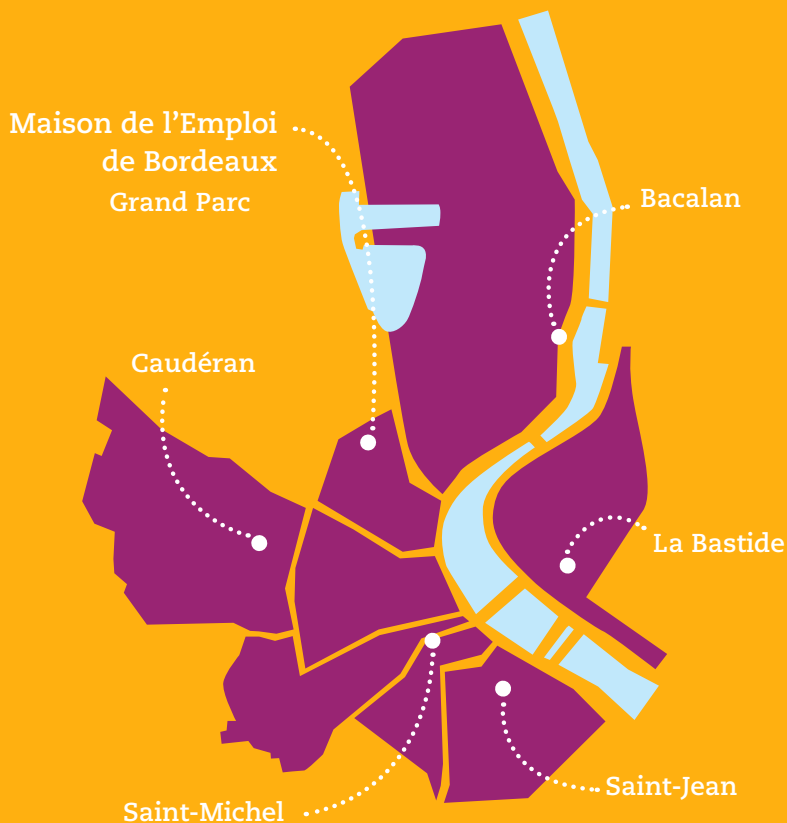 Maison de l'Emploi
de Bordeaux
Grand Parc
Bacalan
Caudéran
La Bastide
Saint-Jean
Saint-Michel